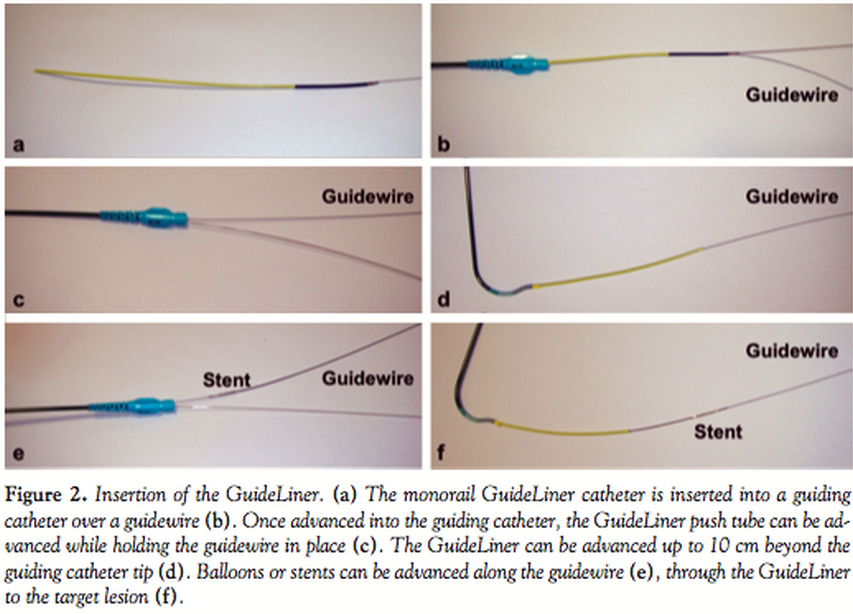 a
b
Guidewire
c
Guidewire
d
Guidewire
e
Stent
Guidewire
f
Guidewire
Stent
Figure 2. Insertion of the GuideLiner. (a) The monorail GuideLiner catheter is inserted into a guiding
catheter over a guidewire (b). Once advanced into the guiding catheter, the GuideLiner push tube can be ad-
vanced while holding the guidewire in place (c). The GuideLiner can be advanced up to 10 cm beyond the
guiding catheter tip (d). Balloons or stents can be advanced along the guidewire (e), through the GuideLiner
to the target lesion (f).